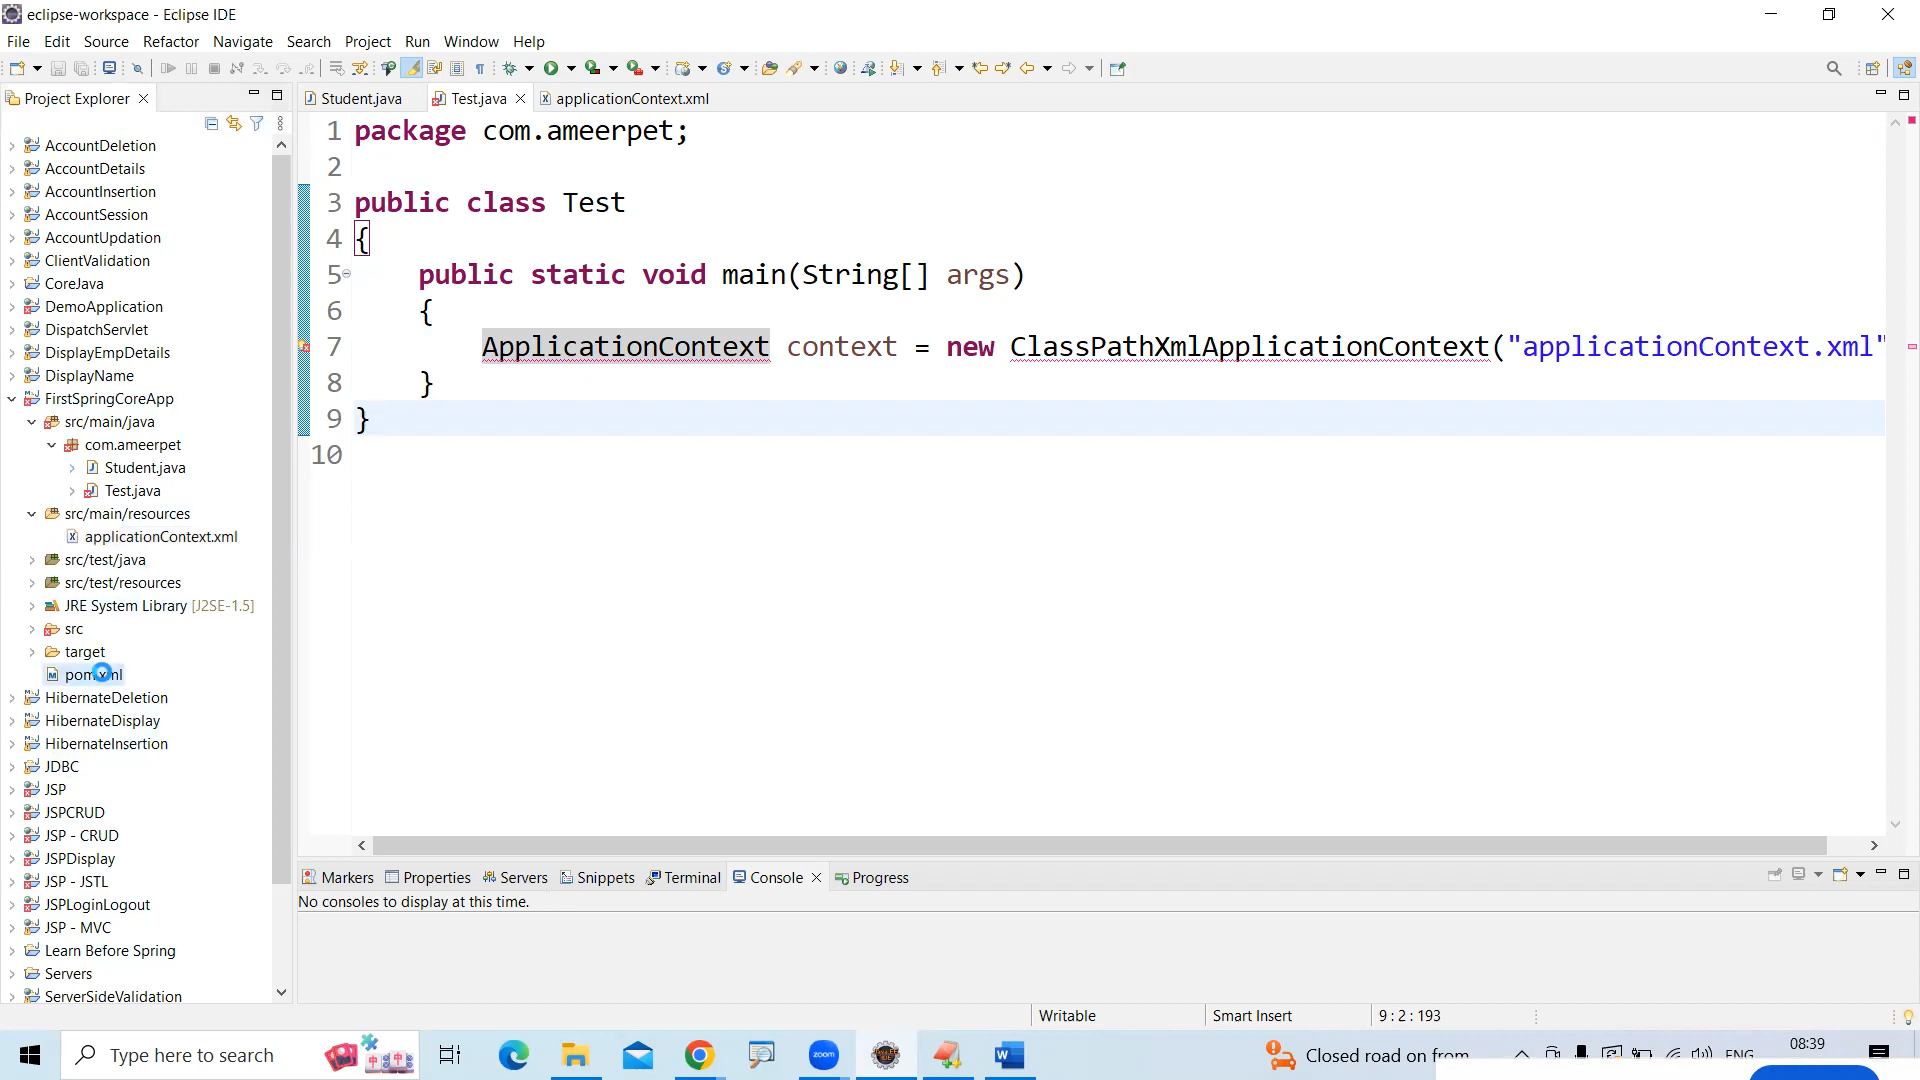 eclipse-workspace - Eclipse IDE
File Edit Source Refactor Navigate Search Project Run Window Help
Project Explorer
AccountDeletion
AccountDetails
AccountInsertion
AccountSession
AccountUpdation
ClientValidation
CoreJava
DemoApplication
DispatchServlet
DisplayEmpDetails
DisplayName
FirstSpringCoreApp
src/main/java
com.ameerpet
Student.java
Test.java
src/main/resources
applicationContext.xml
src/test/java
src/test/resources
JRE System Library [J2SE-1.5]
src
target
pom.xml
HibernateDeletion
HibernateDisplay
HibernateInsertion
JDBC
JSP
JSPCRUD
JSP - CRUD
JSPDisplay
JSP - JSTL
JSPLoginLogout
JSP - MVC
Learn Before Spring
Servers
ServerSideValidation
Student.java Test.java applicationContext.xml
1 package com.ameerpet;
2
3 public class Test
4 {
5 public static void main(String[] args)
6 {
7 ApplicationContext context = new ClassPathXmlApplicationContext("applicationContext.xml"
8 }
9 }
10
Markers Properties Servers Snippets Terminal Console Progress
No consoles to display at this time.
Writable Smart Insert 9 : 2 : 193
Type here to search
zoom
Closed road on from
ENG
08:39